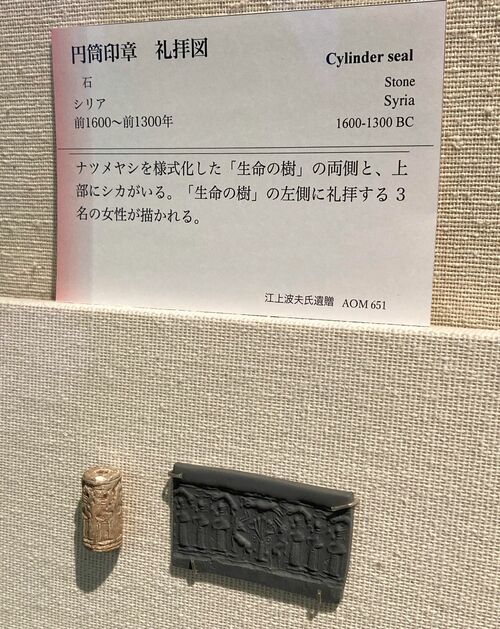 円筒印章　礼拝図
Cylinder seal
石
Stone
シリア
Syria
前1600〜前1300年
1600-1300 BC
ナツメヤシを様式化した「生命の樹」の両側と、上
部にシカがいる。「生命の樹」の左側に礼拝する 3
名の女性が描かれる。
江上波夫氏遺贈　AOM 651